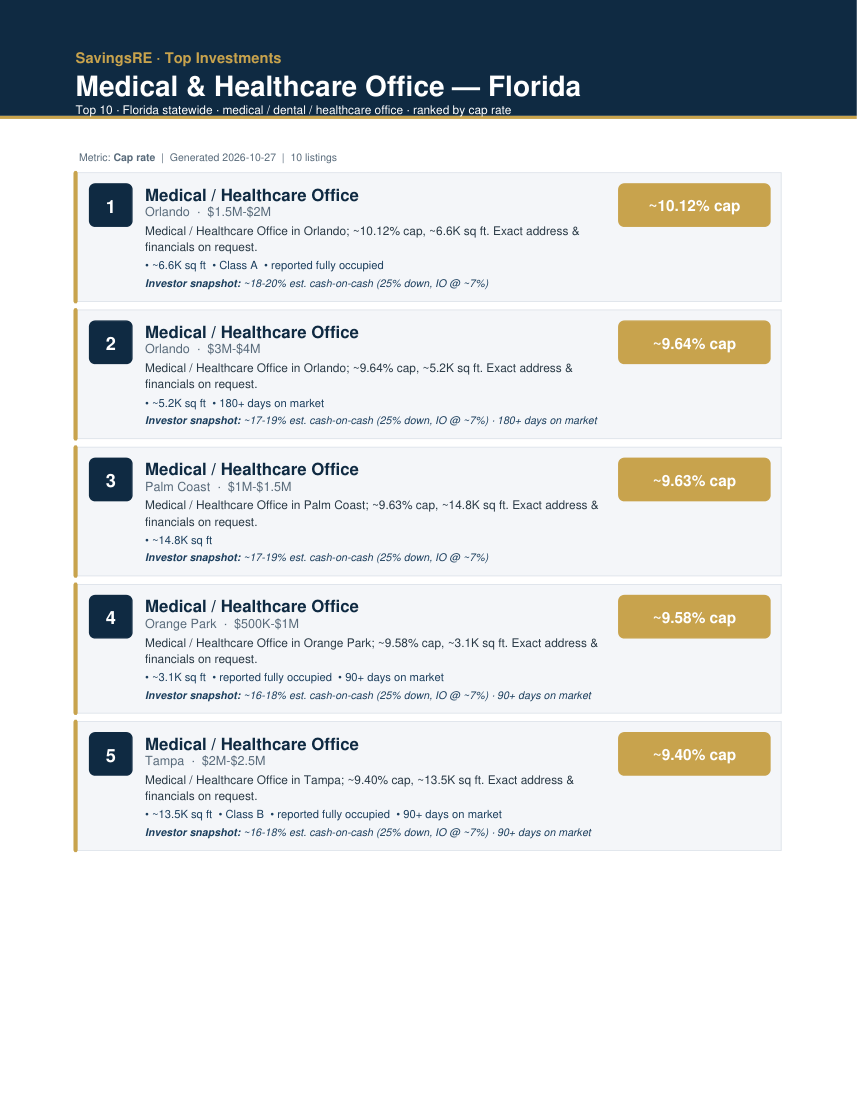 SavingsRE · Top Investments
Medical & Healthcare Office — Florida
Top 10 · Florida statewide · medical / dental / healthcare office · ranked by cap rate
Metric: Cap rate | Generated 2026-10-27 | 10 listings
1
Medical / Healthcare Office
~10.12% cap
Orlando · $1.5M-$2M
Medical / Healthcare Office in Orlando; ~10.12% cap, ~6.6K sq ft. Exact address &
financials on request.
• ~6.6K sq ft • Class A • reported fully occupied
Investor snapshot: ~18-20% est. cash-on-cash (25% down, IO @ ~7%)
2
Medical / Healthcare Office
~9.64% cap
Orlando · $3M-$4M
Medical / Healthcare Office in Orlando; ~9.64% cap, ~5.2K sq ft. Exact address &
financials on request.
• ~5.2K sq ft • 180+ days on market
Investor snapshot: ~17-19% est. cash-on-cash (25% down, IO @ ~7%) · 180+ days on market
3
Medical / Healthcare Office
~9.63% cap
Palm Coast · $1M-$1.5M
Medical / Healthcare Office in Palm Coast; ~9.63% cap, ~14.8K sq ft. Exact address &
financials on request.
• ~14.8K sq ft
Investor snapshot: ~17-19% est. cash-on-cash (25% down, IO @ ~7%)
4
Medical / Healthcare Office
~9.58% cap
Orange Park · $500K-$1M
Medical / Healthcare Office in Orange Park; ~9.58% cap, ~3.1K sq ft. Exact address &
financials on request.
• ~3.1K sq ft • reported fully occupied • 90+ days on market
Investor snapshot: ~16-18% est. cash-on-cash (25% down, IO @ ~7%) · 90+ days on market
5
Medical / Healthcare Office
~9.40% cap
Tampa · $2M-$2.5M
Medical / Healthcare Office in Tampa; ~9.40% cap, ~13.5K sq ft. Exact address &
financials on request.
• ~13.5K sq ft • Class B • reported fully occupied • 90+ days on market
Investor snapshot: ~16-18% est. cash-on-cash (25% down, IO @ ~7%) · 90+ days on market